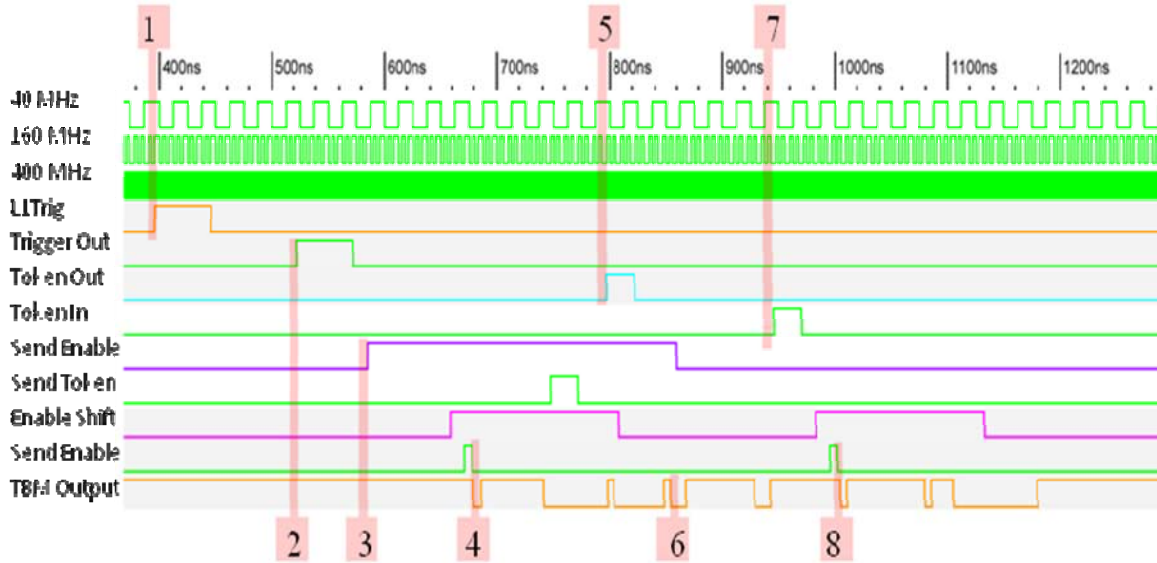 1 5 7
400ns 500ns 600ns 700ns 800ns 900ns 1000ns 1100ns 1200ns
40 MHz
160 MHz
400 MHz
L1Trig
Trigger Out
Token Out
Token In
Send Enable
Send Token
Enable Shift
Send Enable
TBM Output
2 3 4 6 8